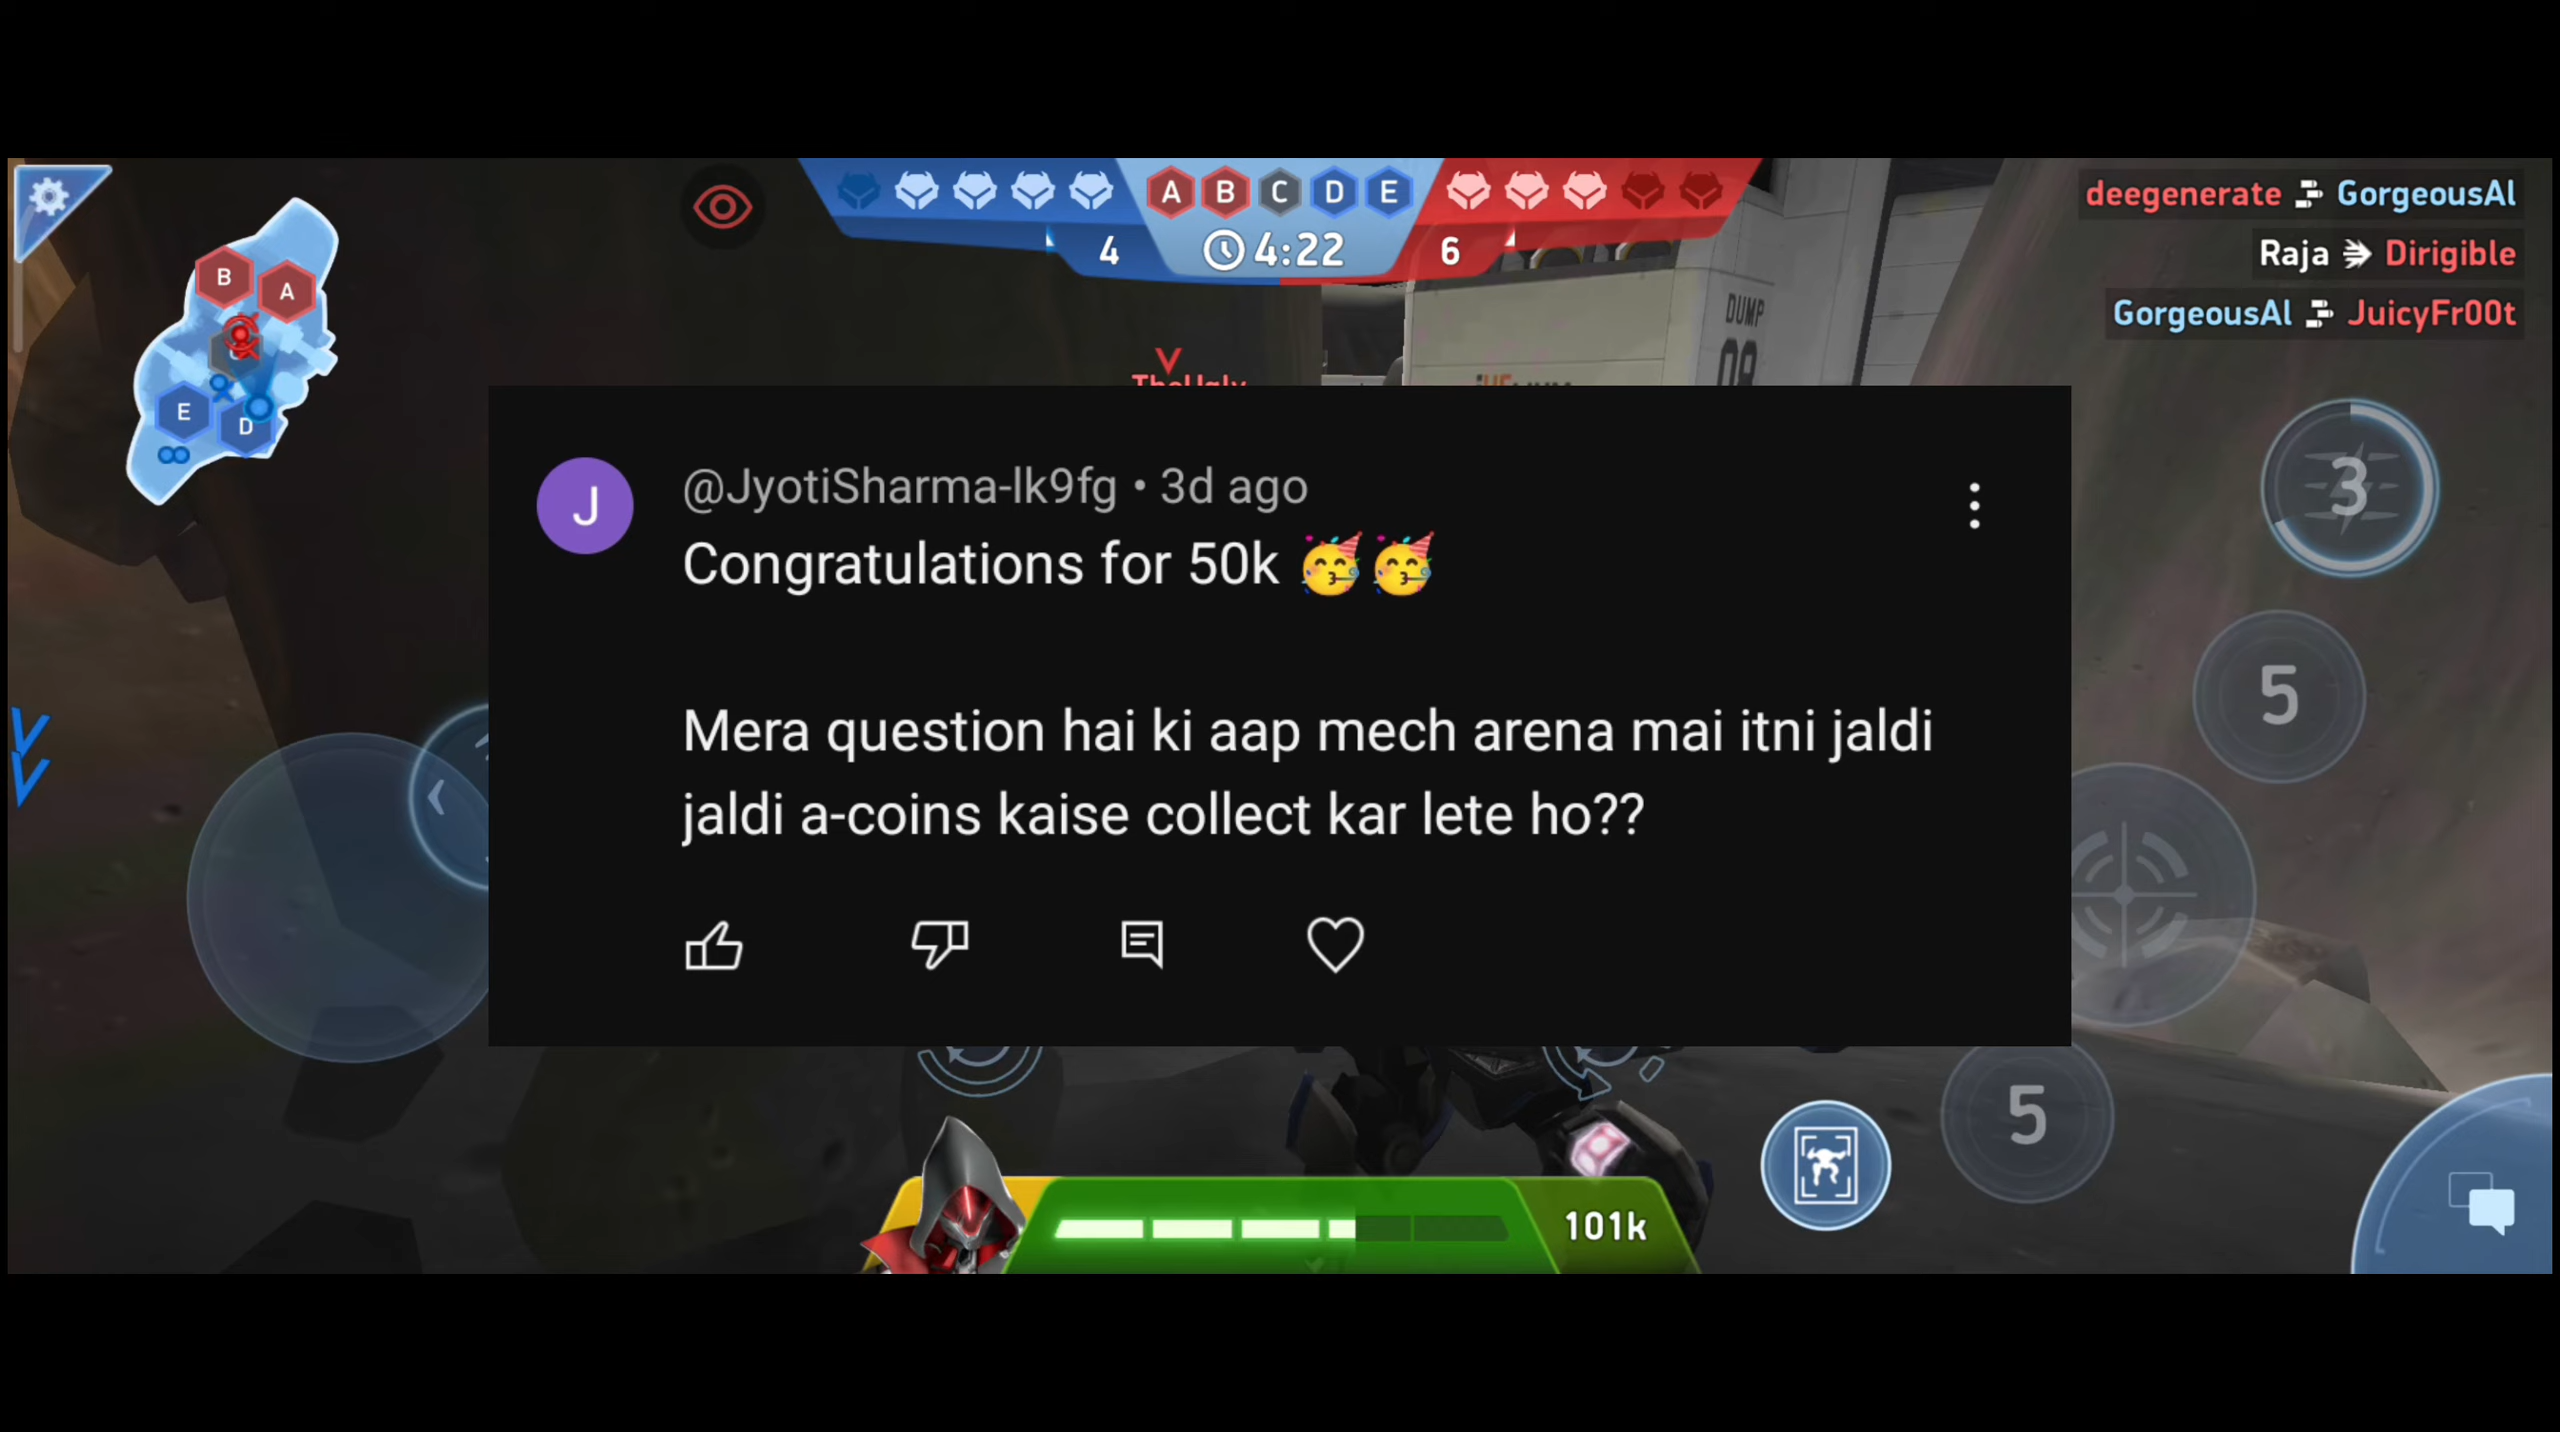 A B C D E
4 4:22 6
deegenerate GorgeousAl
Raja Dirigible
GorgeousAl JuicyFr00t
B A
E D
DUMP
08
TheUgly
3
5
@JyotiSharma-lk9fg • 3d ago
J
Congratulations for 50k 🥳🥳
Mera question hai ki aap mech arena mai itni jaldi
jaldi a-coins kaise collect kar lete ho??
5
101k